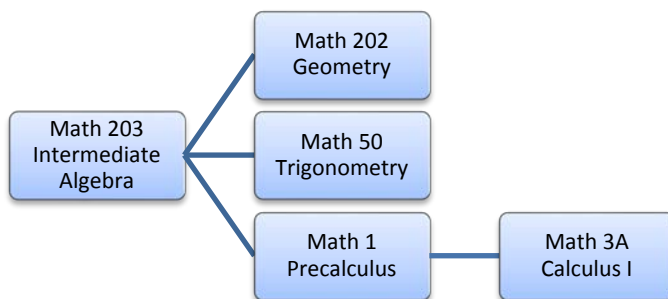 Math 203
Intermediate
Algebra
Math 202
Geometry
Math 50
Trigonometry
Math 1
Precalculus
Math 3A
Calculus I